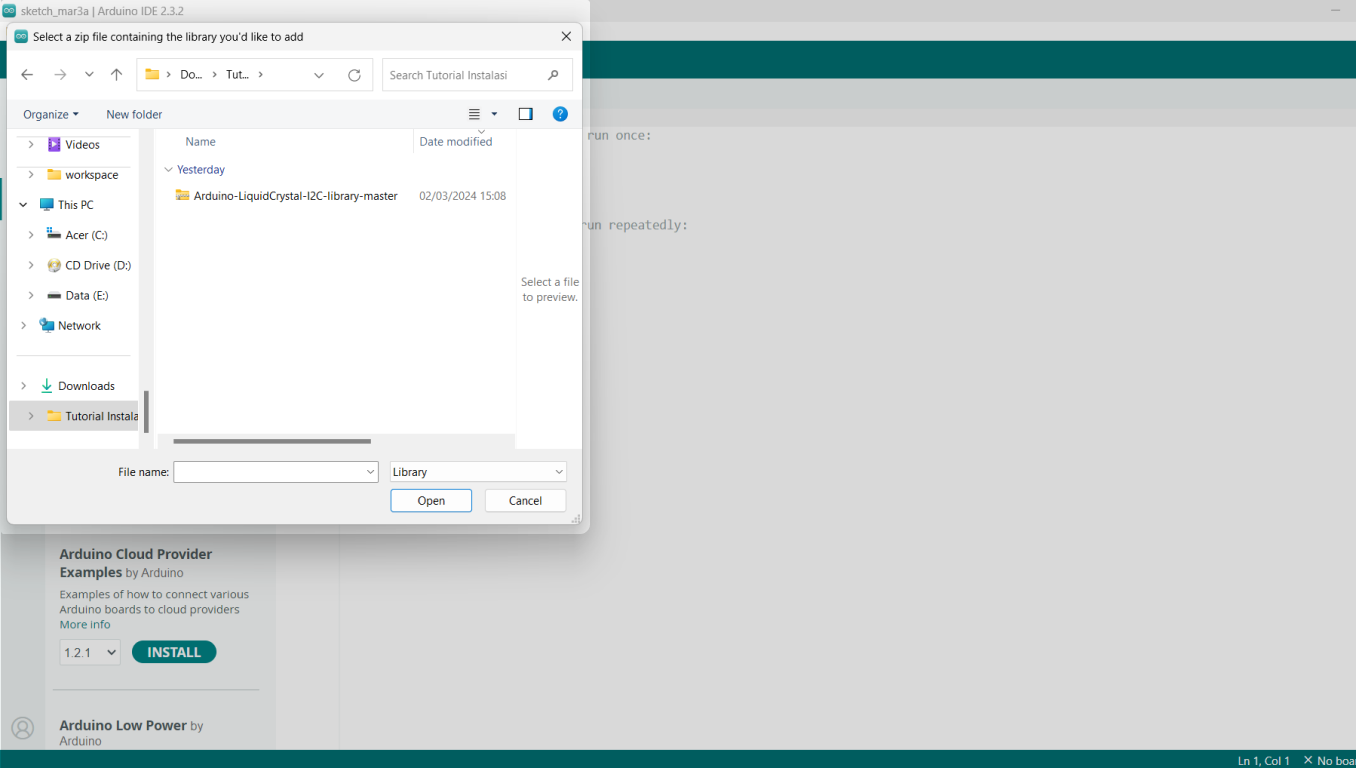 sketch_mar3a | Arduino IDE 2.3.2
Select a zip file containing the library you'd like to add
Do... Tut...
Search Tutorial Instalasi
Organize New folder
Name Date modified
Videos
Yesterday
workspace
Arduino-LiquidCrystal-I2C-library-master 02/03/2024 15:08
This PC
Acer (C:)
CD Drive (D:)
Data (E:)
Network
Downloads
Tutorial Instala
Select a file
to preview.
File name:
Library
Open Cancel
run once:
run repeatedly:
Arduino Cloud Provider
Examples by Arduino
Examples of how to connect various
Arduino boards to cloud providers
More info
1.2.1 INSTALL
Arduino Low Power by
Arduino
Ln 1, Col 1 No boa